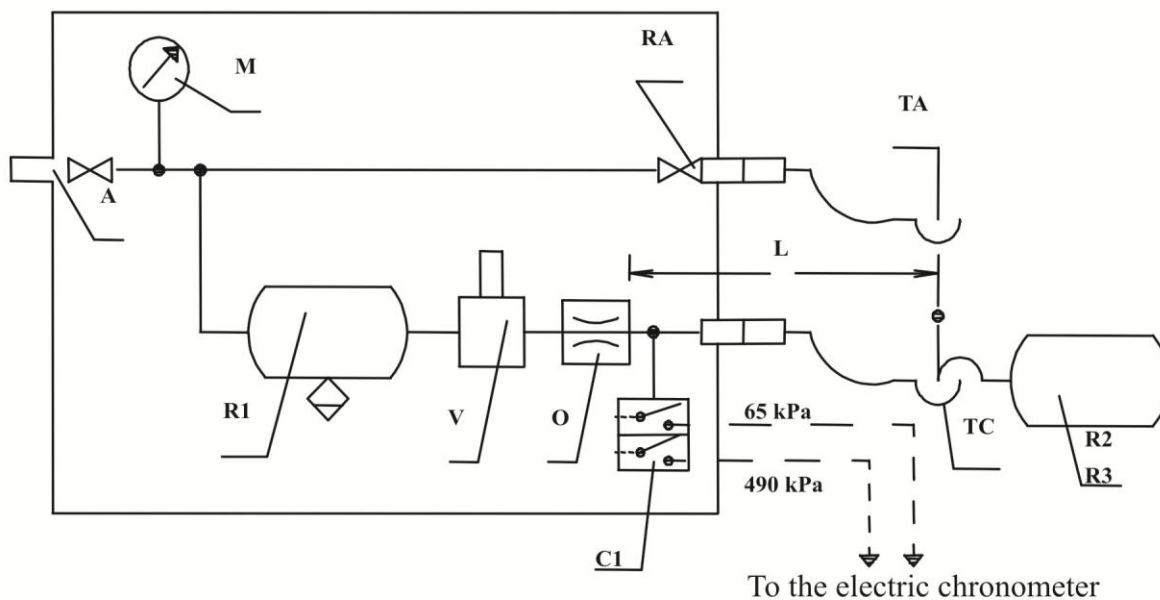 RA
M
TA
A
L
R1
V
O
65 kPa
TC
R2
490 kPa
R3
C1
To the electric chronometer